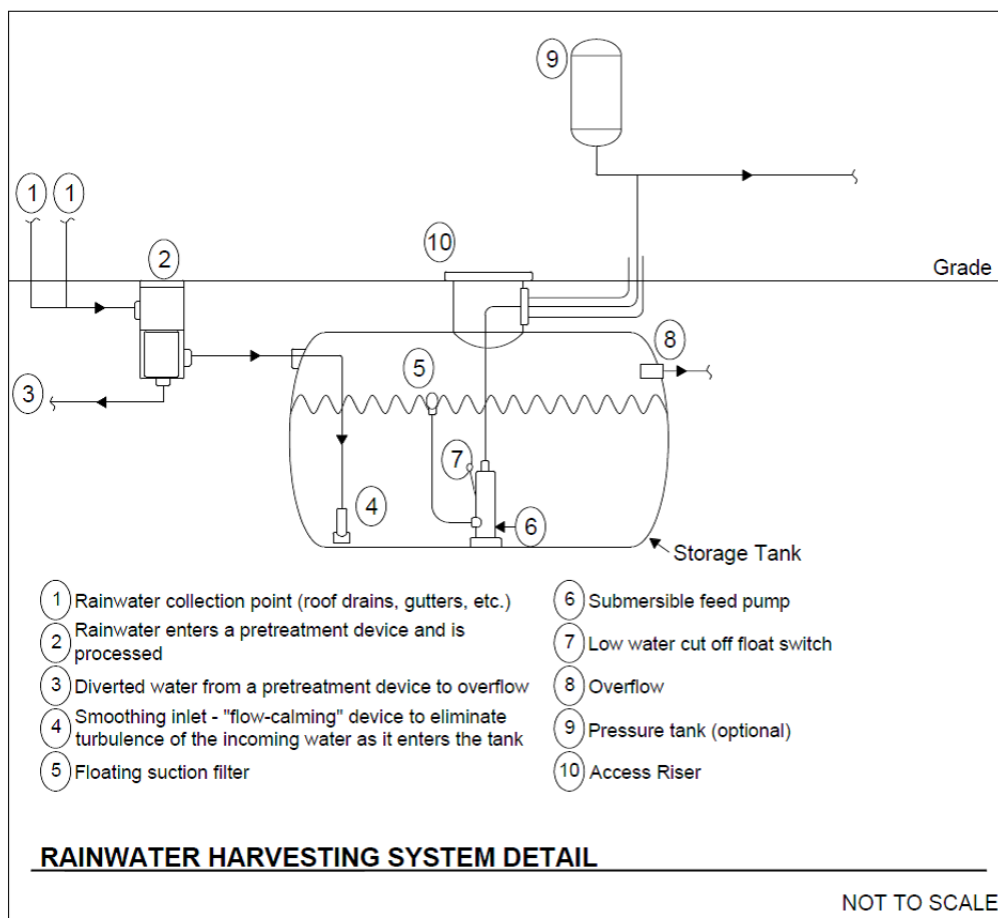 9
1 1
10
2
Grade
8
5
3
7
4
6
Storage Tank
1 Rainwater collection point (roof drains, gutters, etc.)
2 Rainwater enters a pretreatment device and is
processed
3 Diverted water from a pretreatment device to overflow
4 Smoothing inlet - "flow-calming" device to eliminate
turbulence of the incoming water as it enters the tank
5 Floating suction filter
6 Submersible feed pump
7 Low water cut off float switch
8 Overflow
9 Pressure tank (optional)
10 Access Riser
RAINWATER HARVESTING SYSTEM DETAIL
NOT TO SCALE